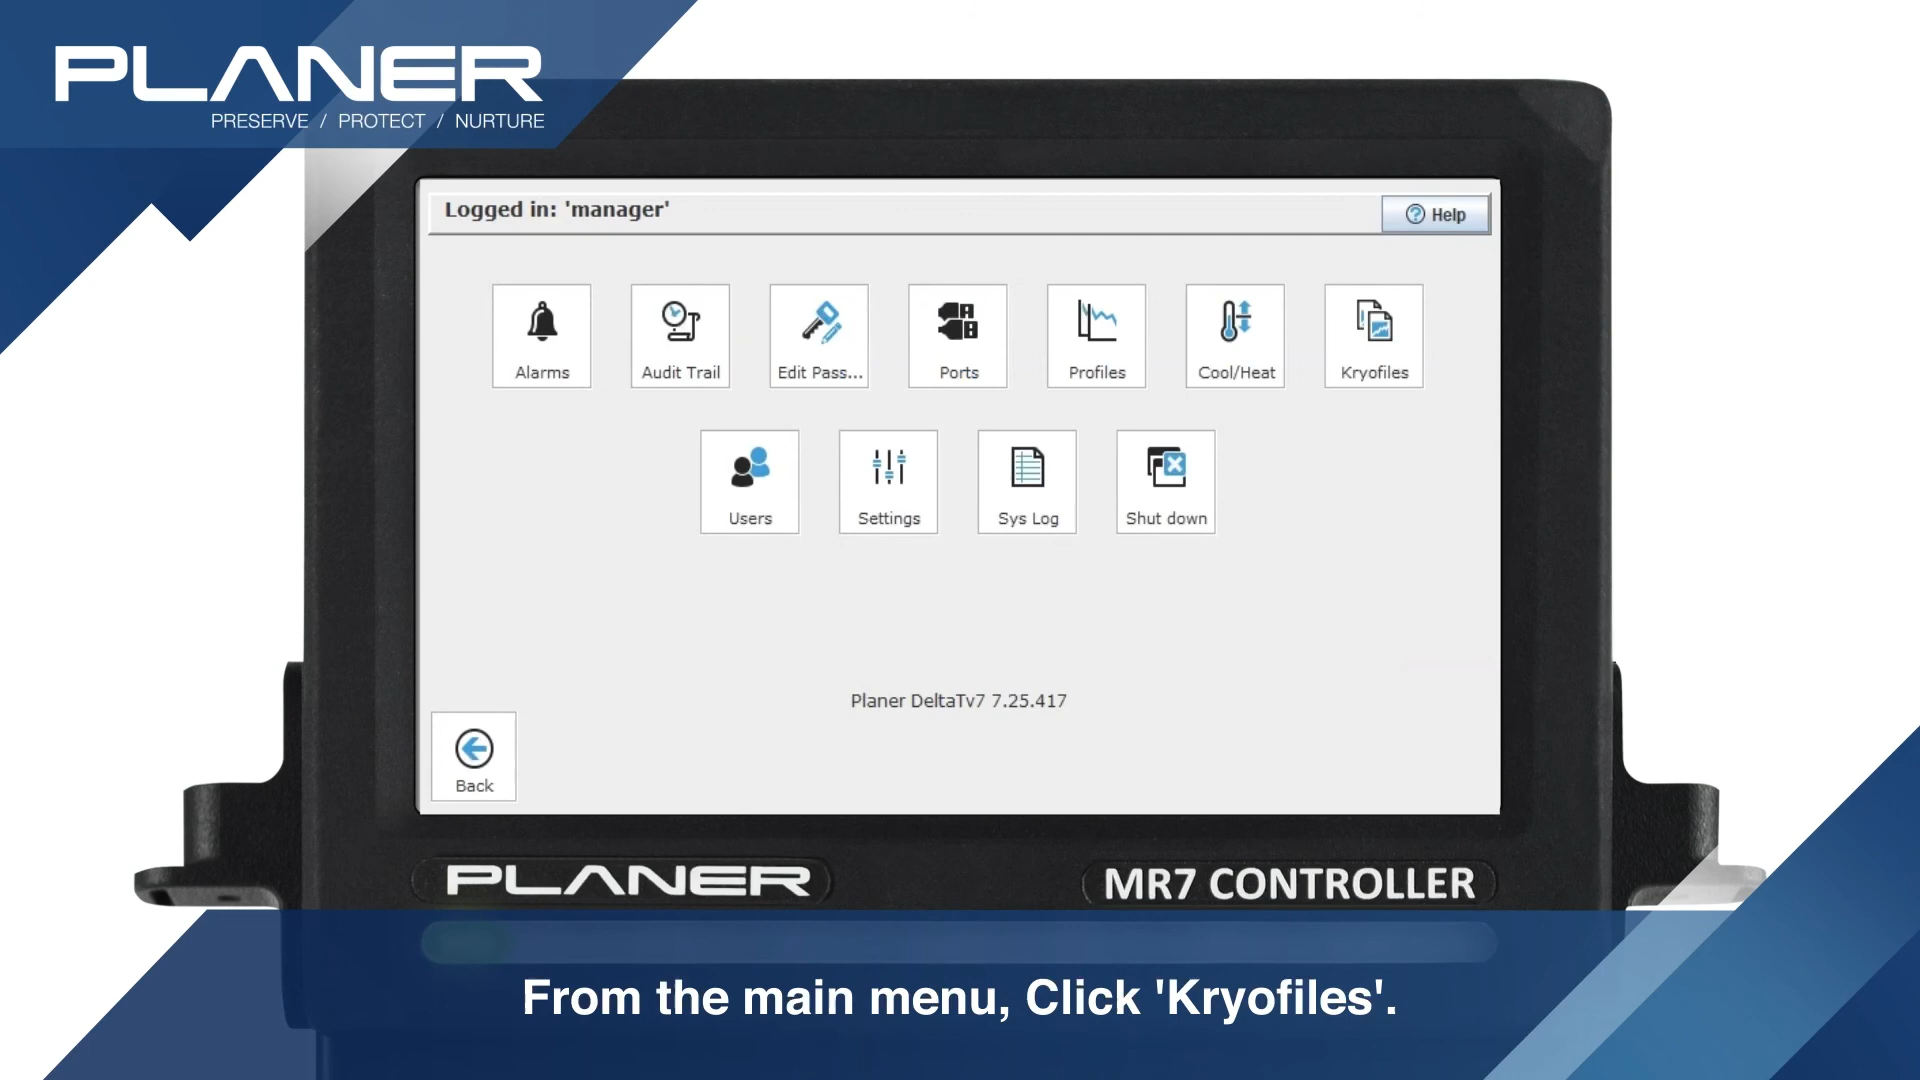 PLANER
PRESERVE / PROTECT / NURTURE
Logged in: 'manager'
Help
Alarms
Audit Trail
Edit Pass...
Ports
Profiles
Cool/Heat
Kryofiles
Users
Settings
Sys Log
Shut down
Planer DeltaTv7 7.25.417
Back
PLANER
MR7 CONTROLLER
From the main menu, Click 'Kryofiles'.